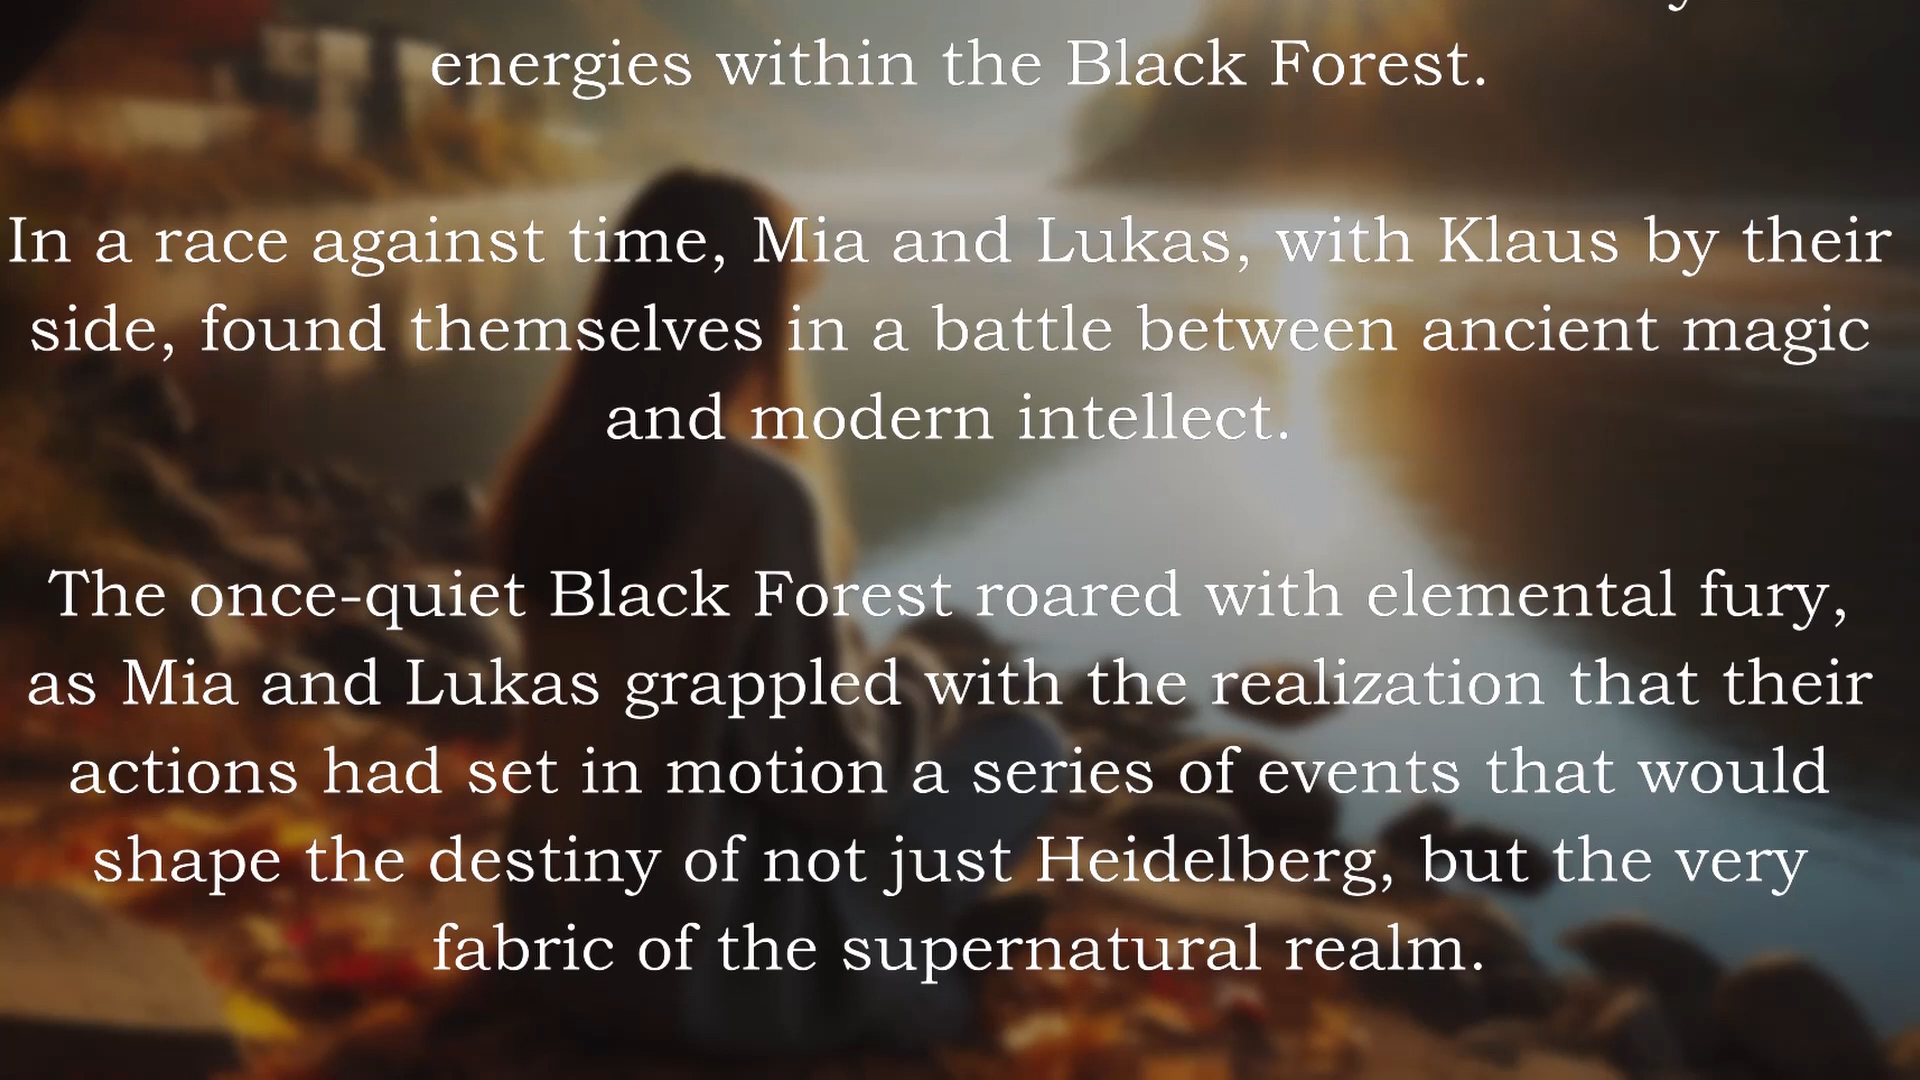 energies within the Black Forest.
In a race against time, Mia and Lukas, with Klaus by their
side, found themselves in a battle between ancient magic
and modern intellect.
The once-quiet Black Forest roared with elemental fury,
as Mia and Lukas grappled with the realization that their
actions had set in motion a series of events that would
shape the destiny of not just Heidelberg, but the very
fabric of the supernatural realm.